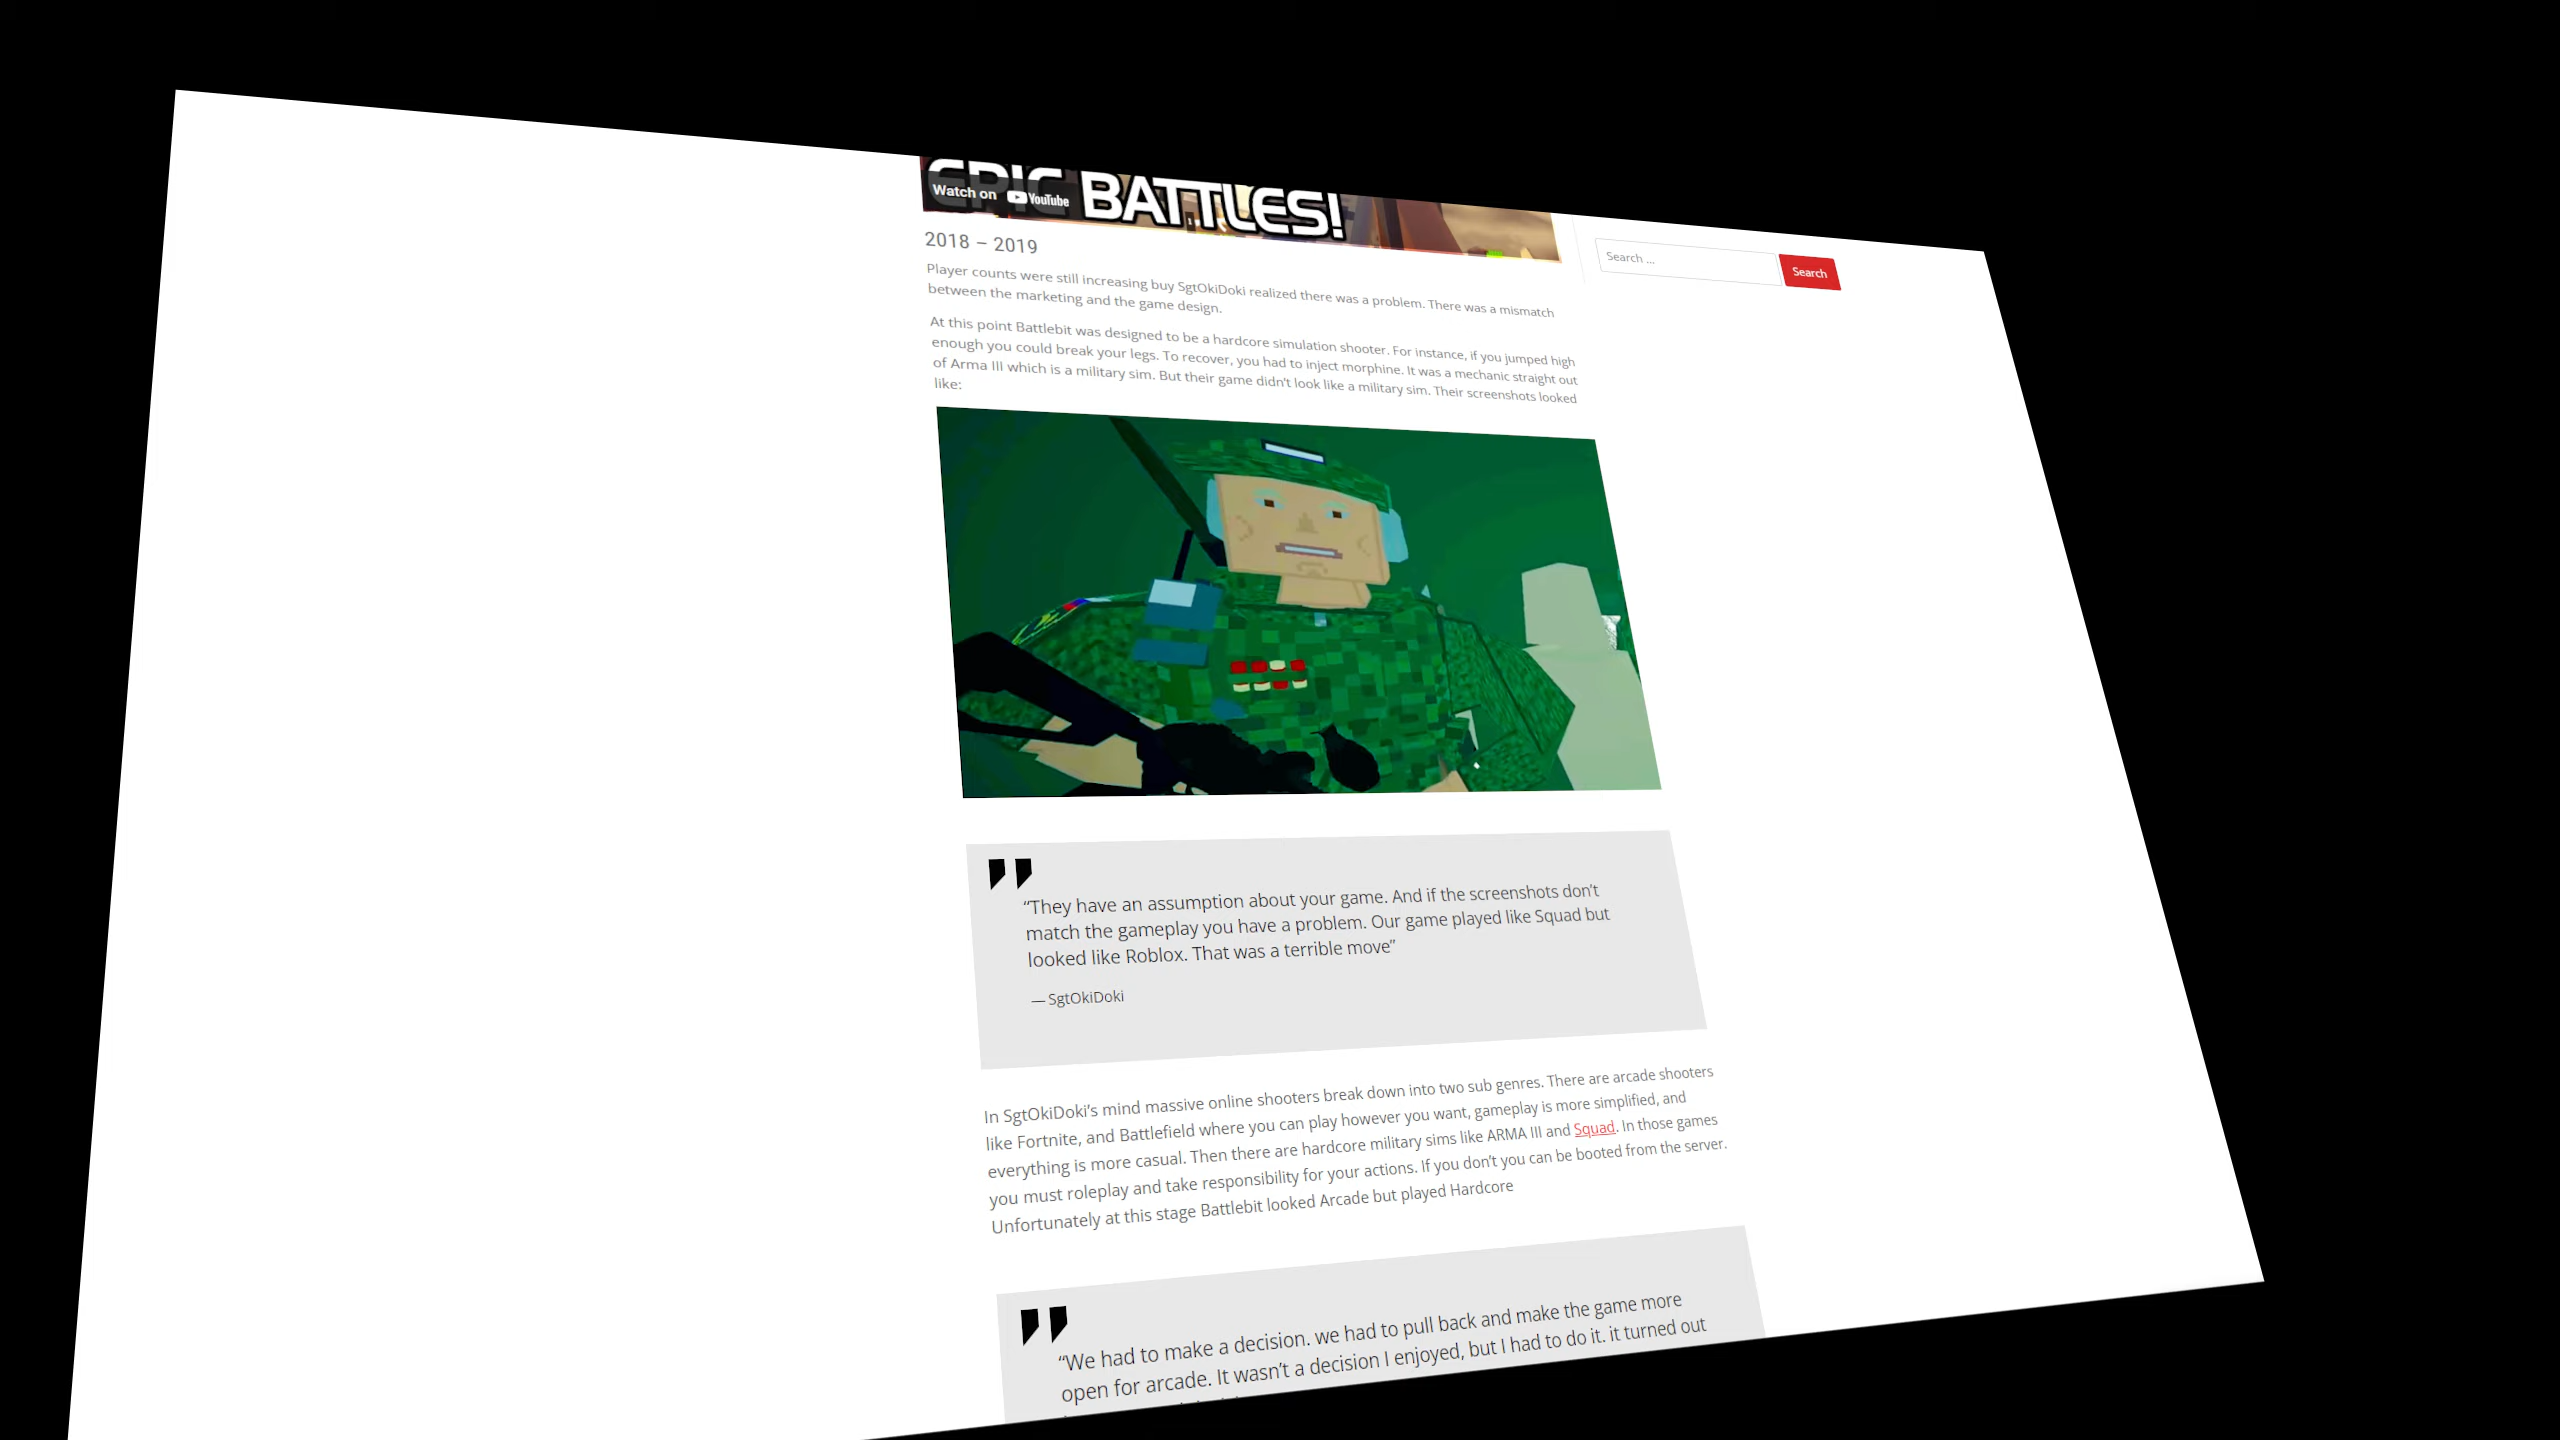 EPIC BATTLES!
Watch on YouTube
2018 – 2019
Search ...
Search
Player counts were still increasing buy SgtOkiDoki realized there was a problem. There was a mismatch
between the marketing and the game design.
At this point Battlebit was designed to be a hardcore simulation shooter. For instance, if you jumped high
enough you could break your legs. To recover, you had to inject morphine. It was a mechanic straight out
of Arma III which is a military sim. But their game didn't look like a military sim. Their screenshots looked
like:
“They have an assumption about your game. And if the screenshots don’t
match the gameplay you have a problem. Our game played like Squad but
looked like Roblox. That was a terrible move”
— SgtOkiDoki
In SgtOkiDoki’s mind massive online shooters break down into two sub genres. There are arcade shooters
like Fortnite, and Battlefield where you can play however you want, gameplay is more simplified, and
everything is more casual. Then there are hardcore military sims like ARMA III and Squad. In those games
you must roleplay and take responsibility for your actions. If you don’t you can be booted from the server.
Unfortunately at this stage Battlebit looked Arcade but played Hardcore
“We had to make a decision. we had to pull back and make the game more
open for arcade. It wasn’t a decision I enjoyed, but I had to do it. it turned out